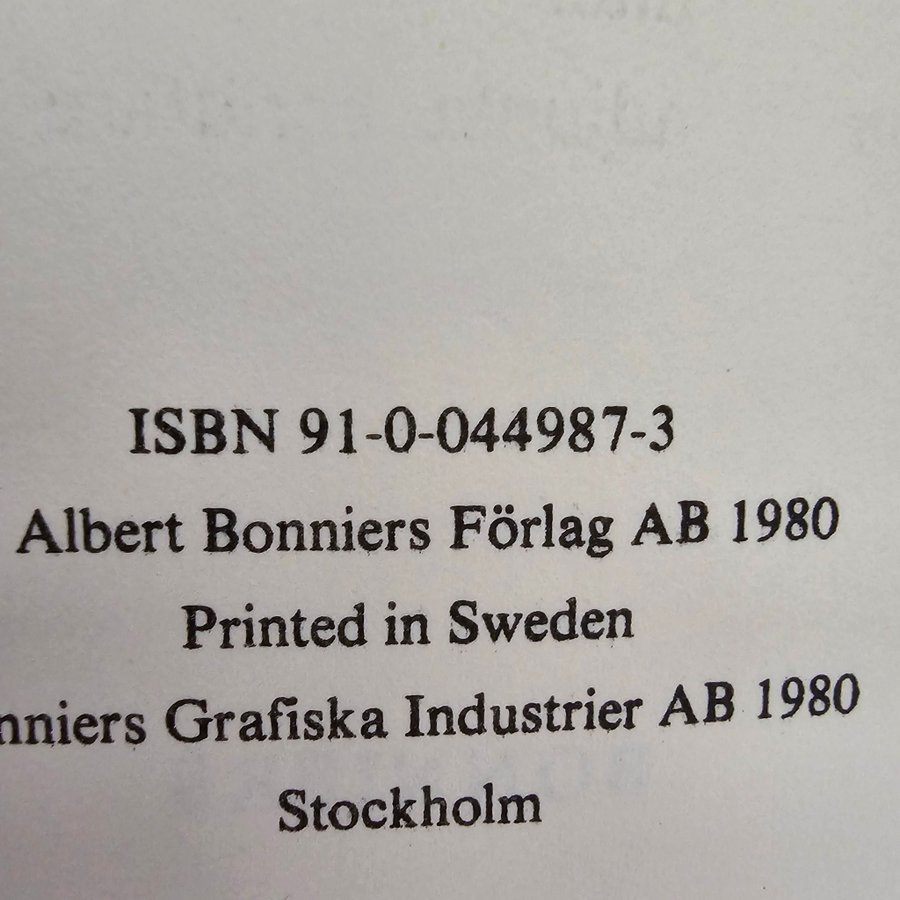 ISBN 91-0-044987-3
Albert Bonniers Förlag AB 1980
Printed in Sweden
nniers Grafiska Industrier AB 1980
Stockholm